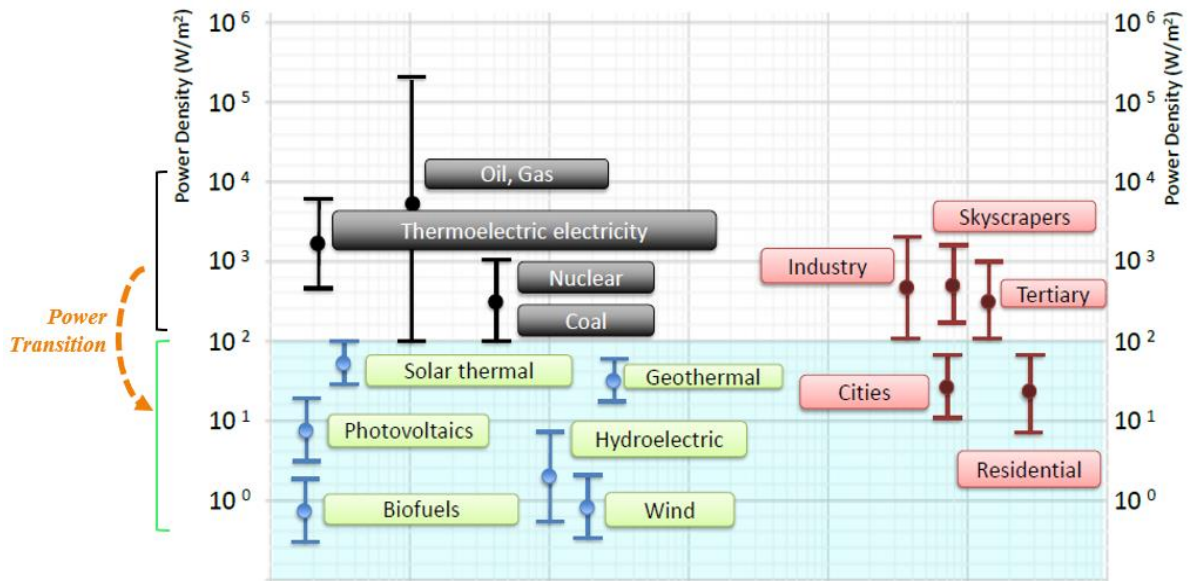 Power Density (W/m²)
10⁶
10⁵
10⁴
10³
10²
10¹
10⁰
Power
Transition
Oil, Gas
Thermoelectric electricity
Nuclear
Coal
Solar thermal
Geothermal
Photovoltaics
Hydroelectric
Biofuels
Wind
Skyscrapers
Industry
Tertiary
Cities
Residential
Power Density (W/m²)
10⁶
10⁵
10⁴
10³
10²
10¹
10⁰